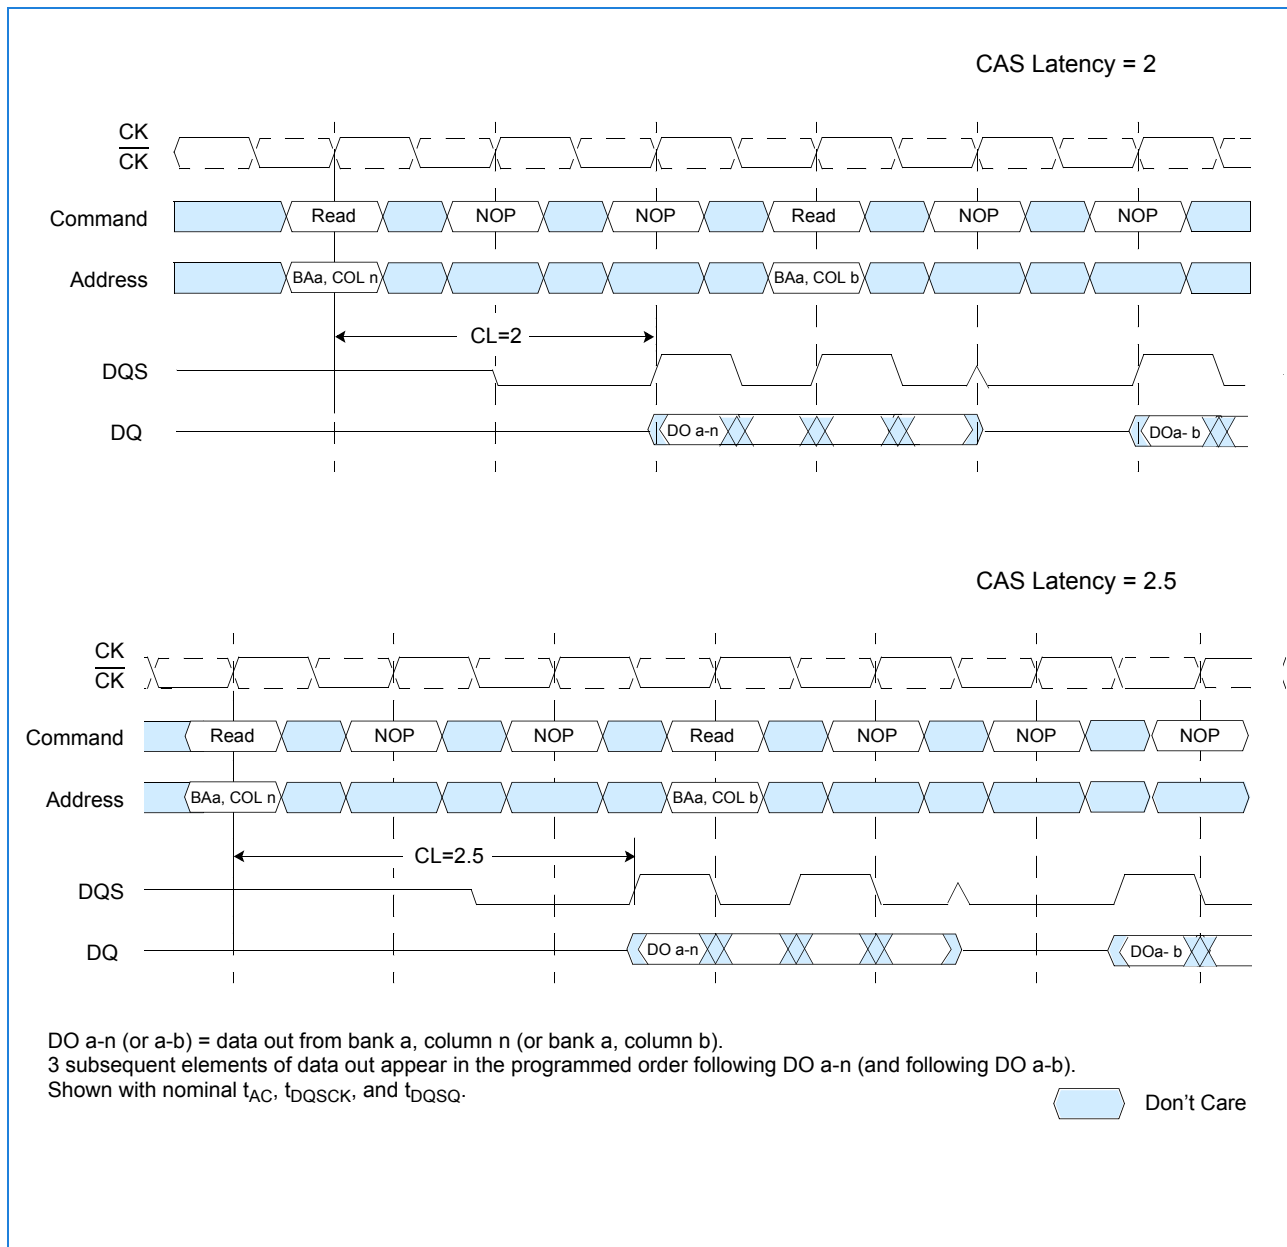 CAS Latency = 2
CK
CK
Command Read NOP NOP Read NOP NOP
Address BAa, COL n BAa, COL b
CL=2
DQS
DQ DO a-n DOa- b
CAS Latency = 2.5
CK
CK
Command Read NOP NOP Read NOP NOP NOP
Address BAa, COL n BAa, COL b
CL=2.5
DQS
DQ DO a-n DOa- b
DO a-n (or a-b) = data out from bank a, column n (or bank a, column b).
3 subsequent elements of data out appear in the programmed order following DO a-n (and following DO a-b).
Shown with nominal tAC, tDQSCK, and tDQSQ.
Don't Care